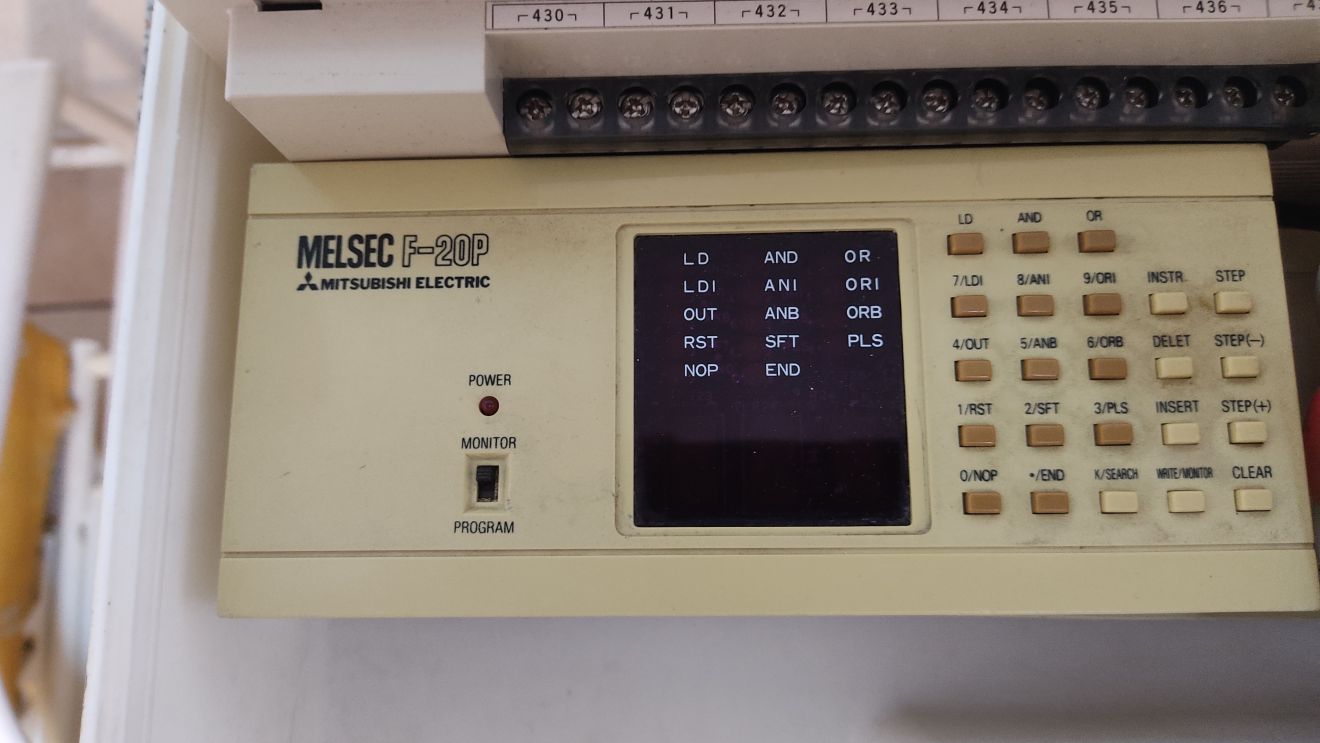 430 431 432 433 434 435 436
MELSEC F-20P
MITSUBISHI ELECTRIC
POWER
MONITOR
PROGRAM
LD AND OR
LDI ANI ORI
OUT ANB ORB
RST SFT PLS
NOP END
LD AND OR
7/LDI 8/ANI 9/ORI INSTR. STEP
4/OUT 5/ANB 6/ORB DELET STEP(−)
1/RST 2/SFT 3/PLS INSERT STEP(+)
0/NOP •/END K/SEARCH WRITE/MONITOR CLEAR